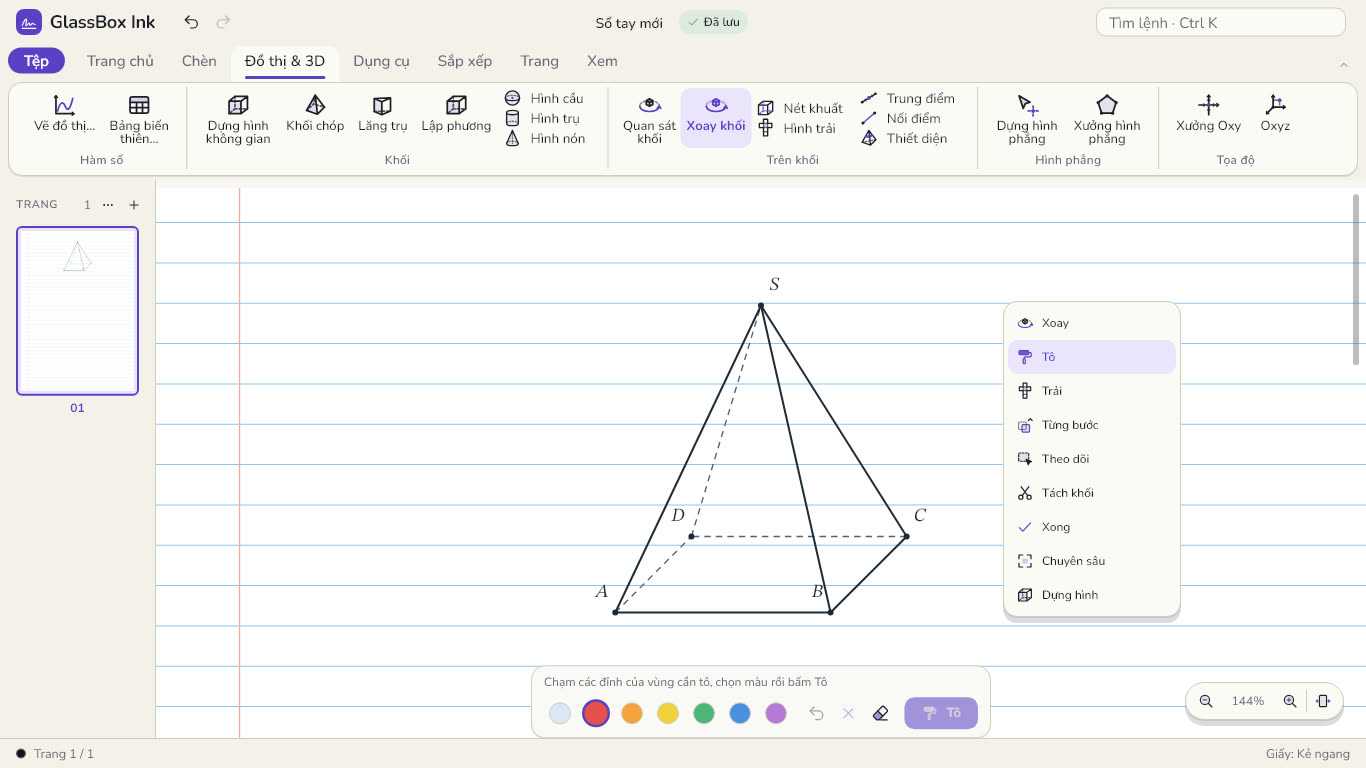 GlassBox Ink
Sổ tay mới
Đã lưu
Tìm lệnh · Ctrl K
Tệp
Trang chủ
Chèn
Đồ thị & 3D
Dụng cụ
Sắp xếp
Trang
Xem
Vẽ đồ thị...
Bảng biến
thiên...
Hàm số
Dựng hình
không gian
Khối chóp
Lăng trụ
Lập phương
Hình cầu
Hình trụ
Hình nón
Khối
Quan sát
khối
Xoay khối
Nét khuất
Hình trải
Trung điểm
Nối điểm
Thiết diện
Trên khối
Dựng hình
phẳng
Xưởng hình
phẳng
Hình phẳng
Xưởng Oxy
Oxyz
Tọa độ
TRANG
1
01
S
D
C
A
B
Xoay
Tô
Trải
Từng bước
Theo dõi
Tách khối
Xong
Chuyên sâu
Dựng hình
Chạm các đỉnh của vùng cần tô, chọn màu rồi bấm Tô
Tô
144%
Trang 1 / 1
Giấy: Kẻ ngang